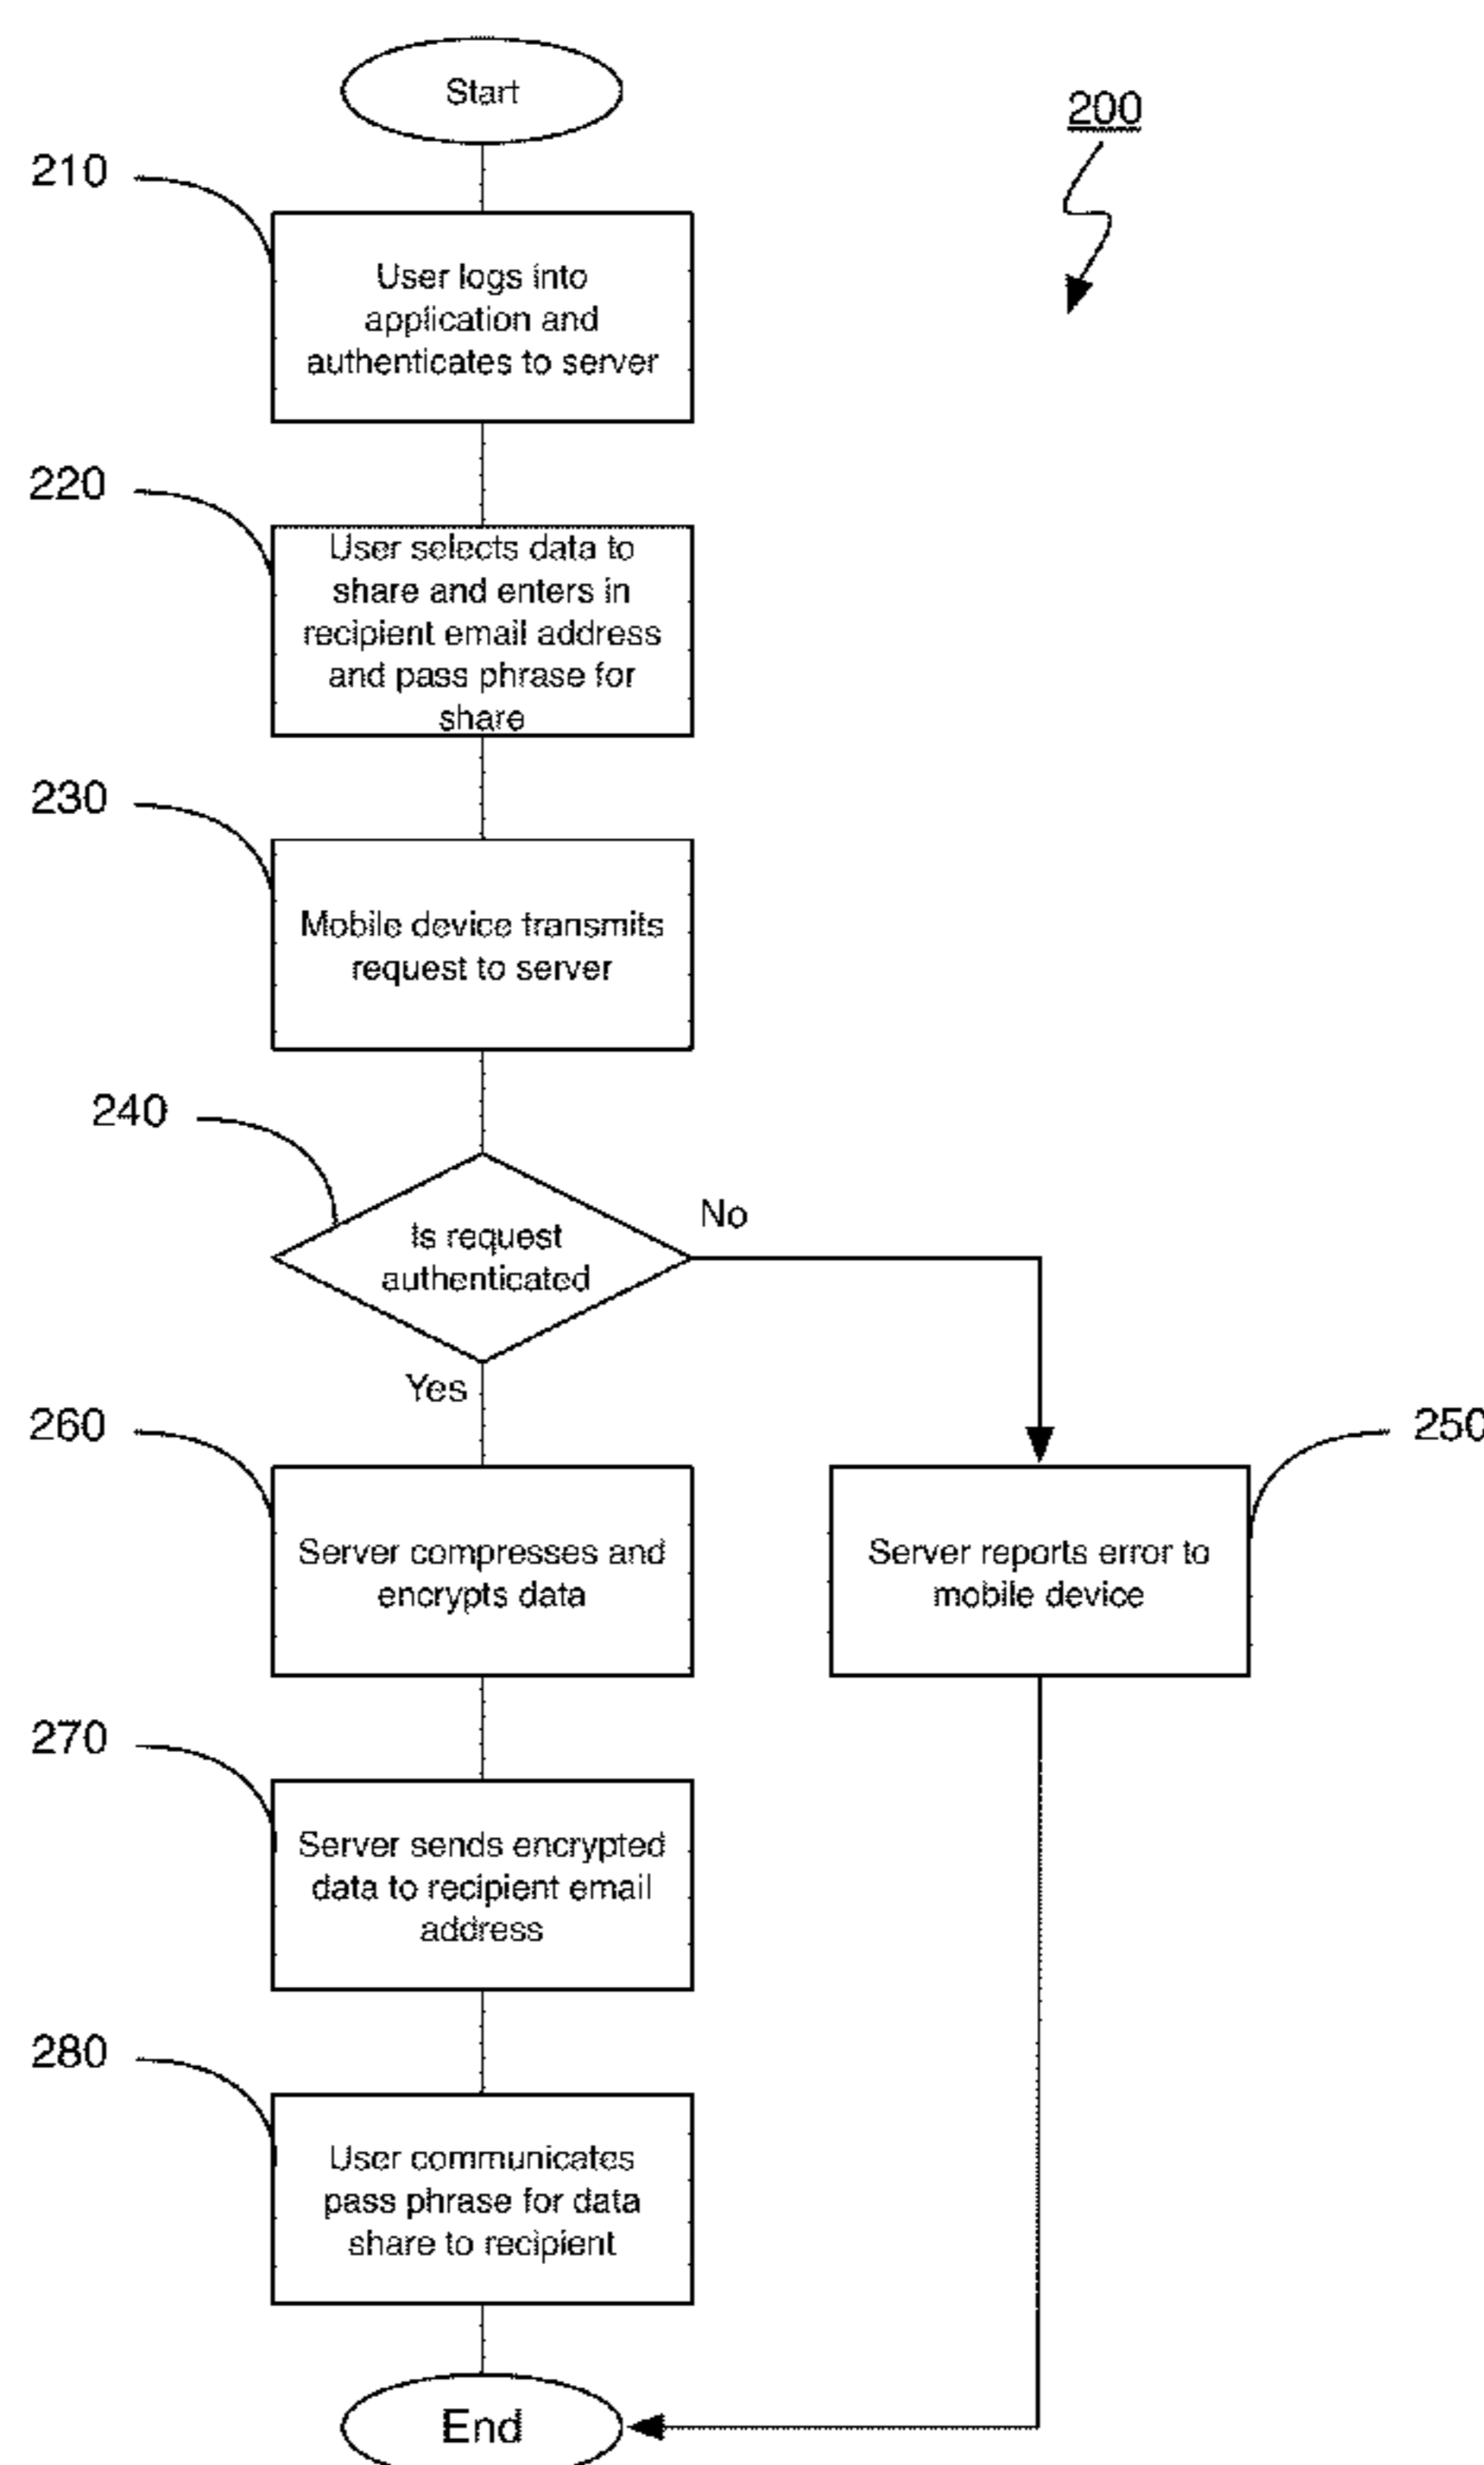 Start
200
210
User logs into
application and
authenticates to server
220
User selects data to
share and enters in
recipient email address
and pass phrase for
share
230
Mobile device transmits
request to server
240
Is request
authenticated
No
Yes
260
Server compresses and
encrypts data
250
Server reports error to
mobile device
270
Server sends encrypted
data to recipient email
address
280
User communicates
pass phrase for data
share to recipient
End